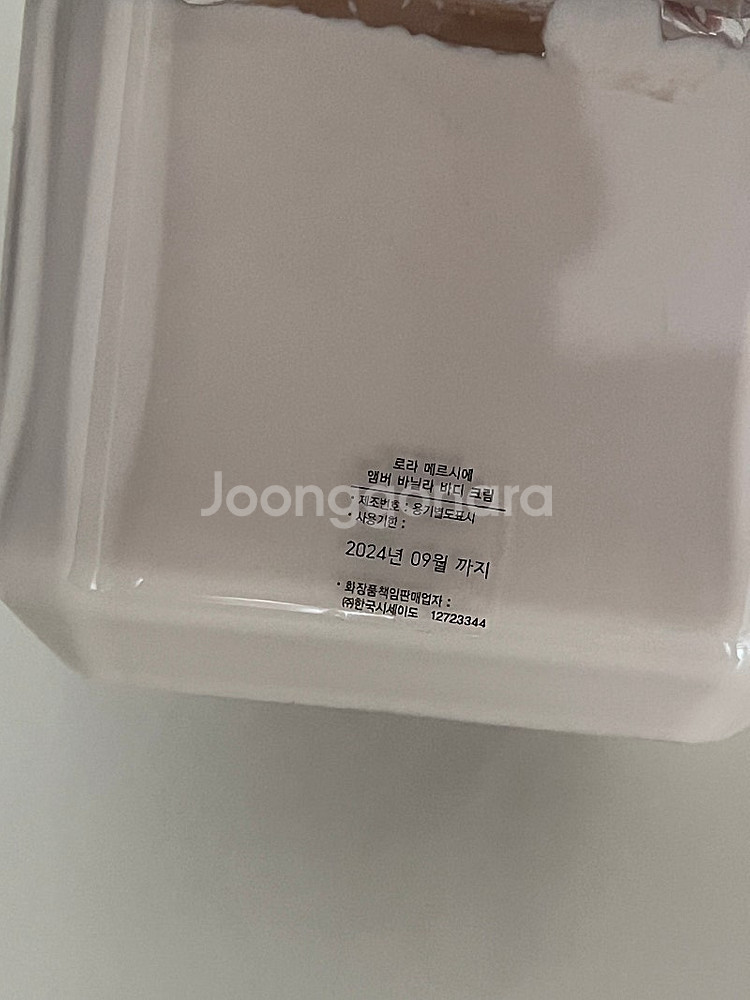 로라 메르시에
앰버 바닐라 바디 크림
• 제조번호 : 용기별도표시
• 사용기한 :
2024년 09월 까지
• 화장품책임판매업자 :
㈜한국시세이도 12723344
Joonggonara